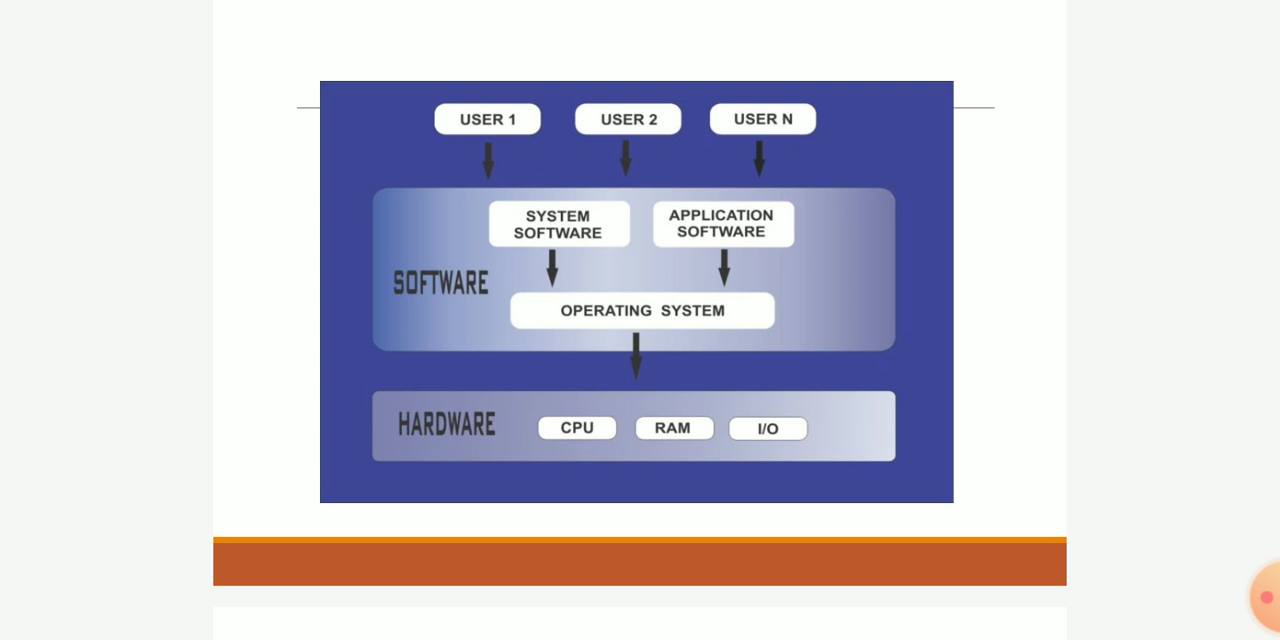 USER 1
USER 2
USER N
SYSTEM
SOFTWARE
APPLICATION
SOFTWARE
SOFTWARE
OPERATING SYSTEM
HARDWARE
CPU
RAM
I/O